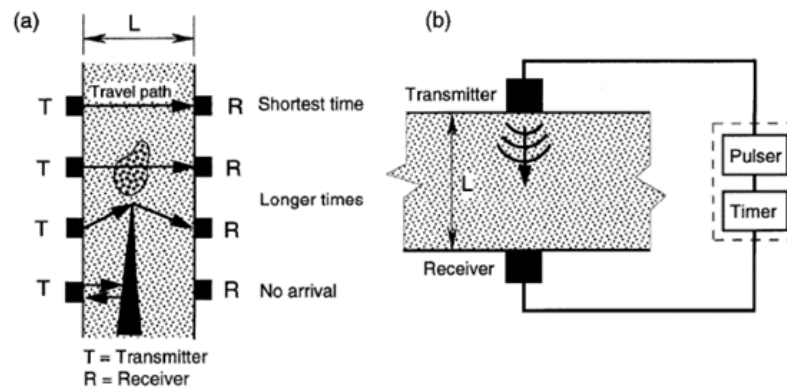 (a)
L
Travel path
T
R
Shortest time
T
R
Longer times
T
R
T
R
No arrival
T = Transmitter
R = Receiver
(b)
Transmitter
L
Receiver
Pulser
Timer